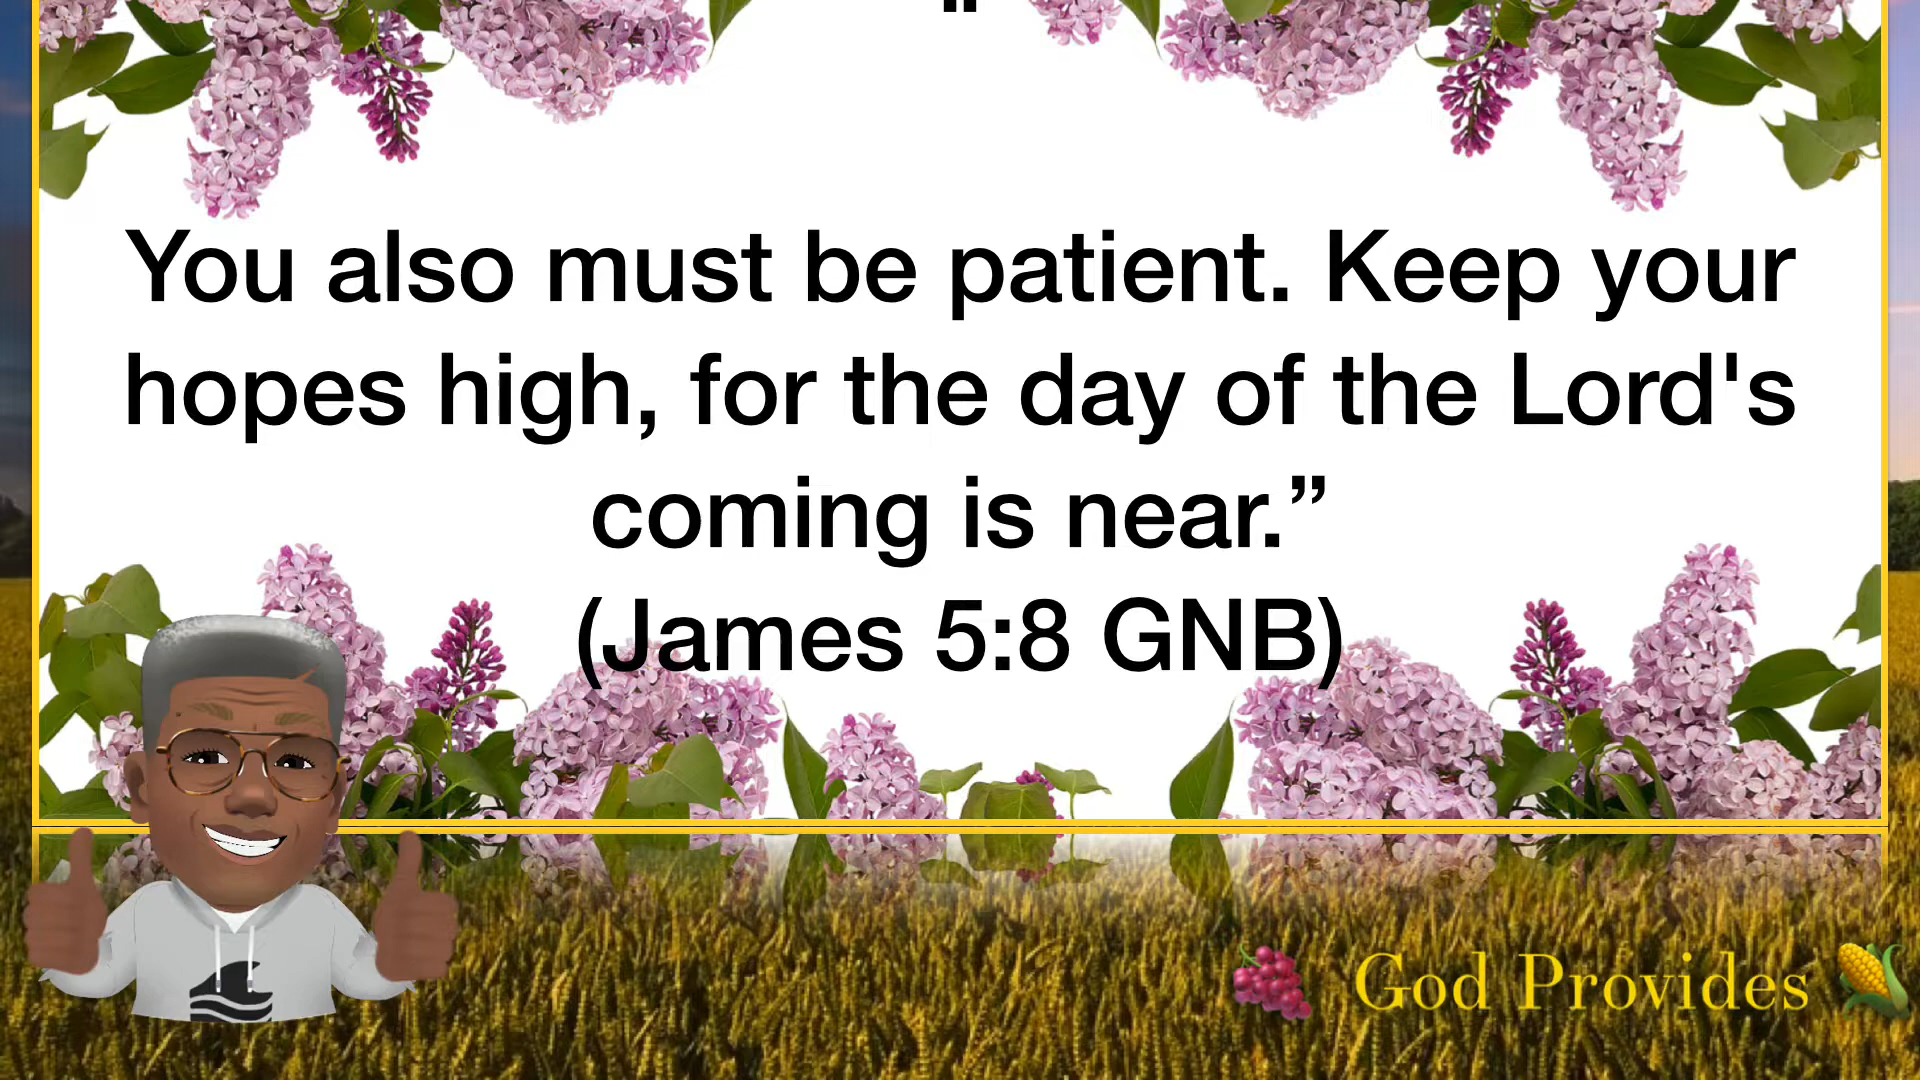 "
You also must be patient. Keep your
hopes high, for the day of the Lord's
coming is near.”
(James 5:8 GNB)
God Provides